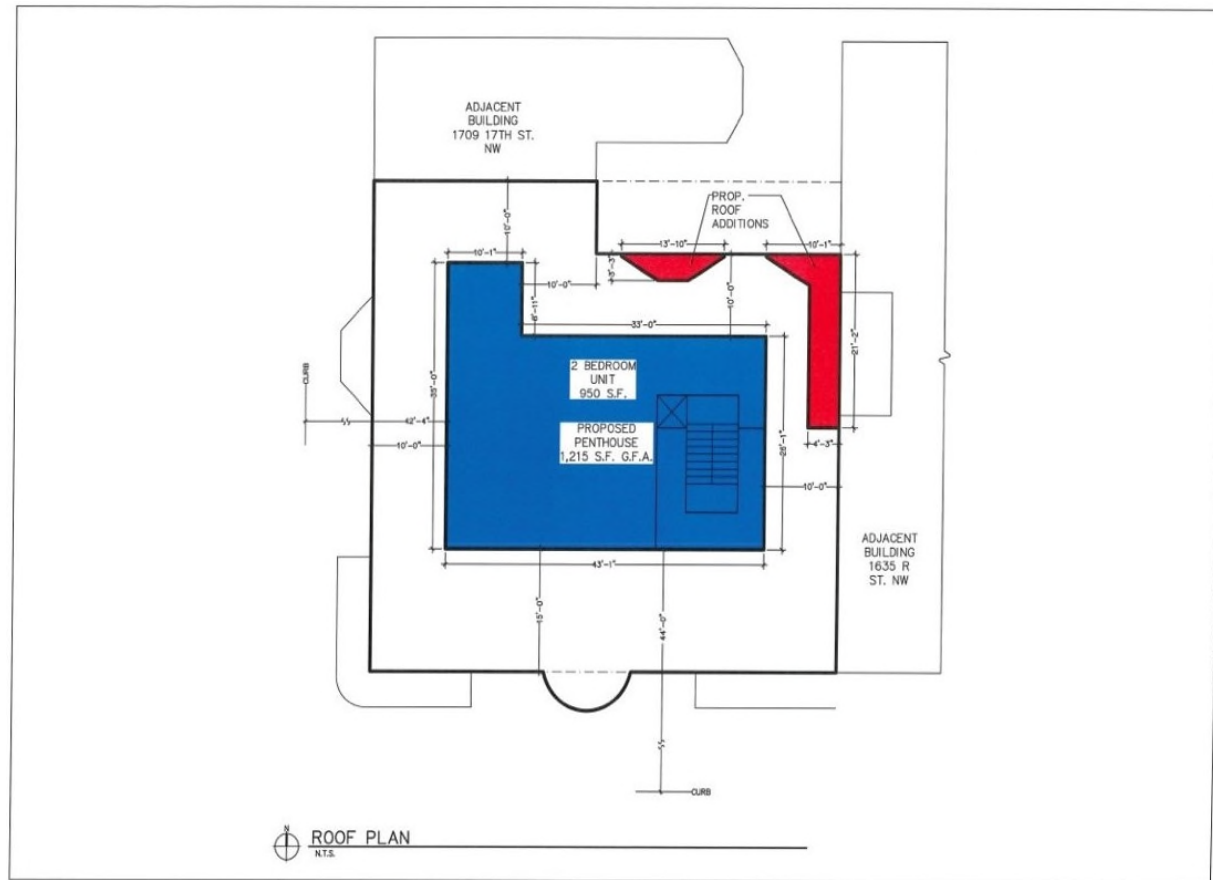 ADJACENT
BUILDING
1709 17TH ST.
NW
PROP.
ROOF
ADDITIONS
10'-0"
10'-1"
13'-10"
10'-1"
3'-3"
10'-0"
8'-11"
10'-0"
33'-0"
21'-2"
CURB
35'-0"
2 BEDROOM
UNIT
950 S.F.
42'-4"
PROPOSED
PENTHOUSE
1,215 S.F. G.F.A.
26'-1"
4'-3"
10'-0"
10'-0"
ADJACENT
BUILDING
1635 R
ST. NW
43'-1"
15'-0"
44'-0"
CURB
N
ROOF PLAN
N.T.S.